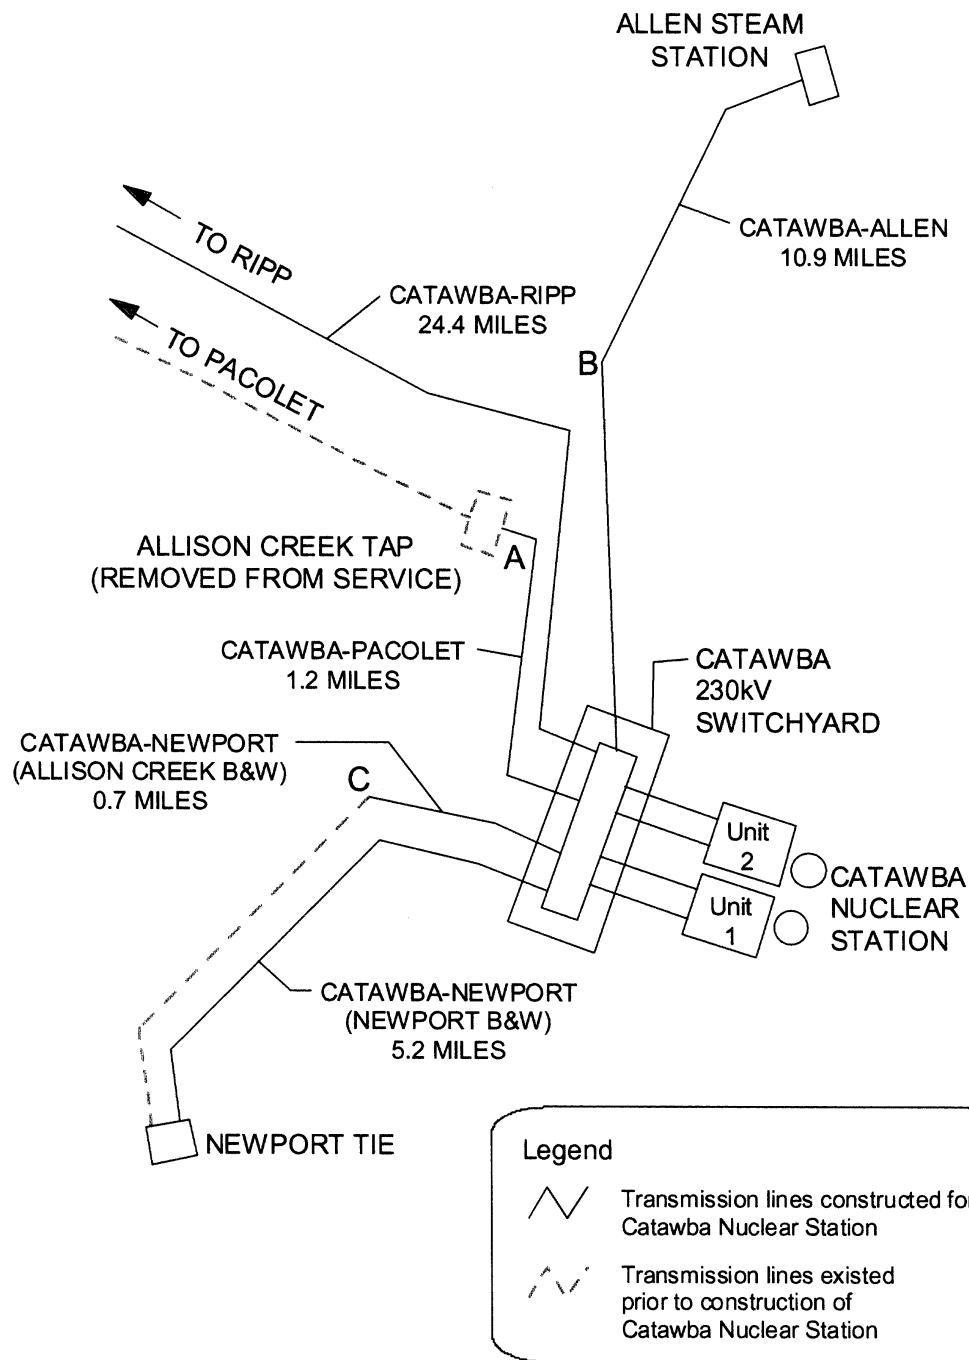 ALLEN STEAM
STATION
TO RIPP
CATAWBA-ALLEN
10.9 MILES
CATAWBA-RIPP
24.4 MILES
TO PACOLET
B
ALLISON CREEK TAP
(REMOVED FROM SERVICE)
A
CATAWBA-PACOLET
1.2 MILES
CATAWBA
230kV
SWITCHYARD
CATAWBA-NEWPORT
(ALLISON CREEK B&W)
0.7 MILES
C
Unit
2
Unit
1
CATAWBA
NUCLEAR
STATION
CATAWBA-NEWPORT
(NEWPORT B&W)
5.2 MILES
NEWPORT TIE
Legend
Transmission lines constructed for
Catawba Nuclear Station
Transmission lines existed
prior to construction of
Catawba Nuclear Station